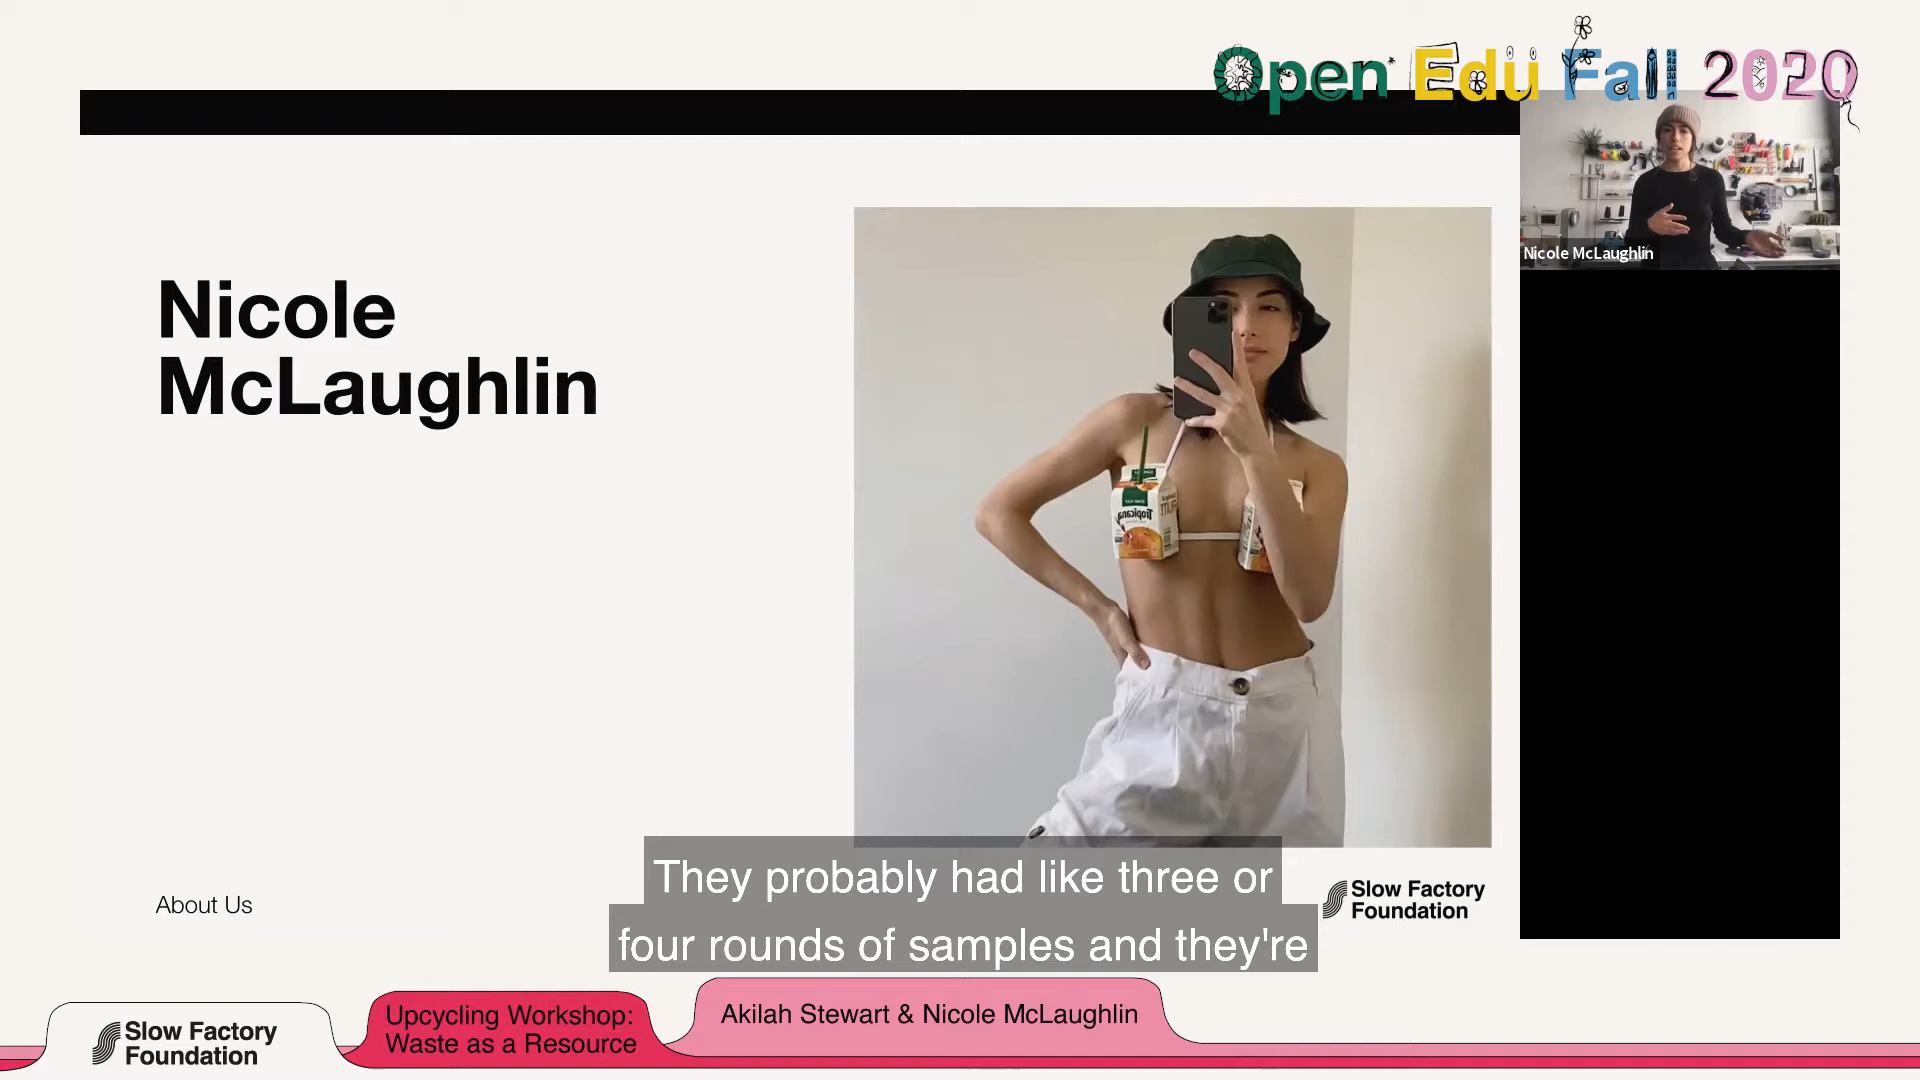 Open Edu Fall 2020
Nicole McLaughlin
Nicole
McLaughlin
Tropicana
They probably had like three or
four rounds of samples and they're
About Us
Slow Factory
Foundation
Slow Factory
Foundation
Upcycling Workshop:
Waste as a Resource
Akilah Stewart & Nicole McLaughlin